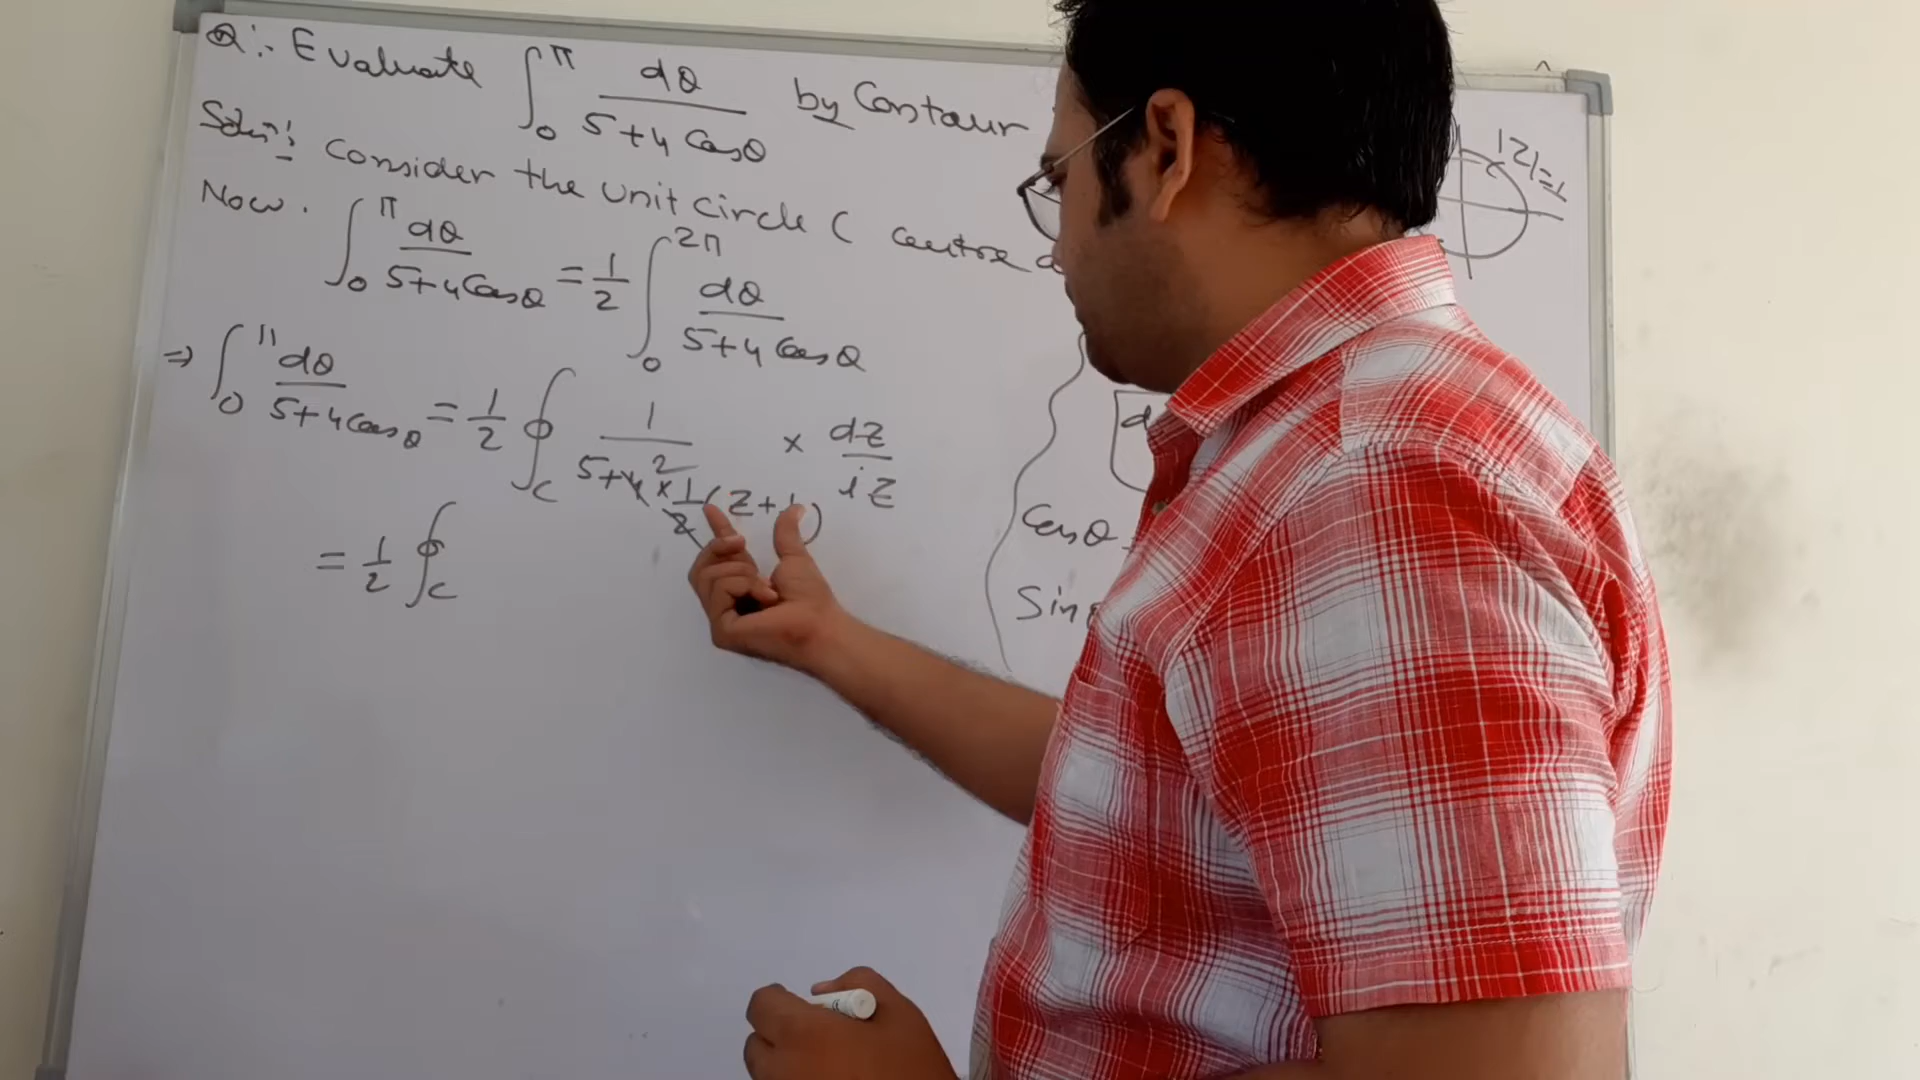 Q:- Evaluate ∫₀^π dθ/(5+4 Cosθ) by Contour
Soln:- Consider the unit circle C centre a
|z|=1
Now. ∫₀^π dθ/(5+4Cosθ) = 1/2 ∫₀^2π dθ/(5+4 Cosθ)
⇒ ∫₀^π dθ/(5+4Cosθ) = 1/2 ∮_C 1/(5+4×1/2(z+1 )) × dz/iz
2
= 1/2 ∮_C
d
Cosθ =
Sin